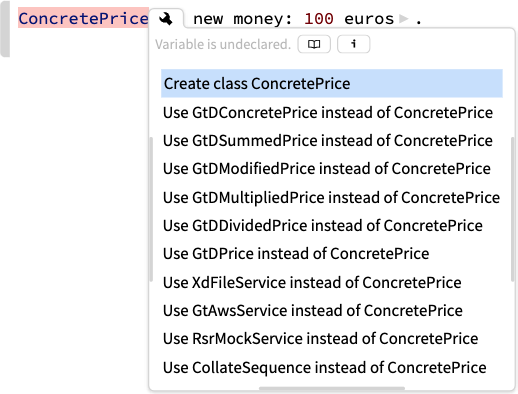 ConcretePrice new money: 100 euros .
Variable is undeclared.
Create class ConcretePrice
Use GtDConcretePrice instead of ConcretePrice
Use GtDSummedPrice instead of ConcretePrice
Use GtDModifiedPrice instead of ConcretePrice
Use GtDMultipliedPrice instead of ConcretePrice
Use GtDDividedPrice instead of ConcretePrice
Use GtDPrice instead of ConcretePrice
Use XdFileService instead of ConcretePrice
Use GtAwsService instead of ConcretePrice
Use RsrMockService instead of ConcretePrice
Use CollateSequence instead of ConcretePrice